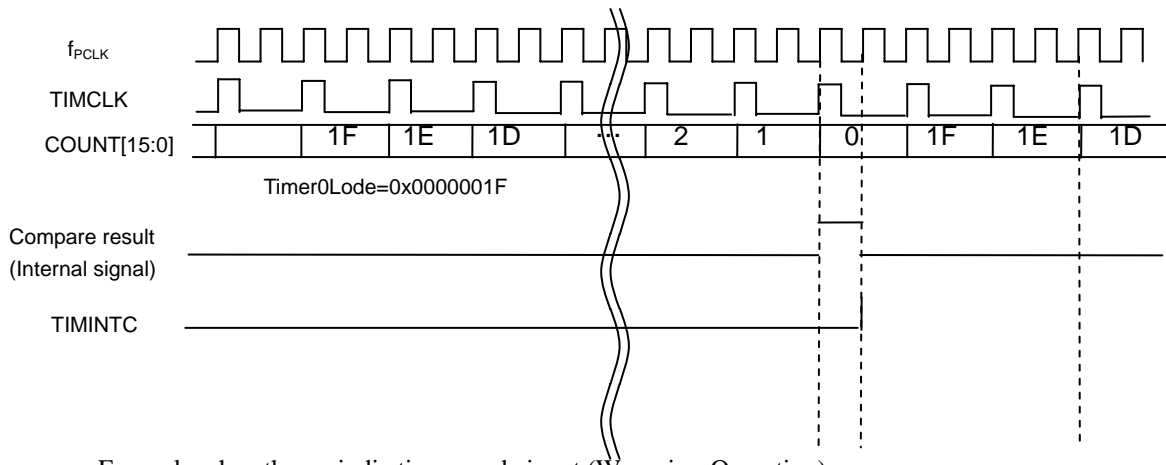 fPCLK
TIMCLK
COUNT[15:0] 1F 1E 1D ... 2 1 0 1F 1E 1D
Timer0Lode=0x0000001F
Compare result
(Internal signal)
TIMINTC